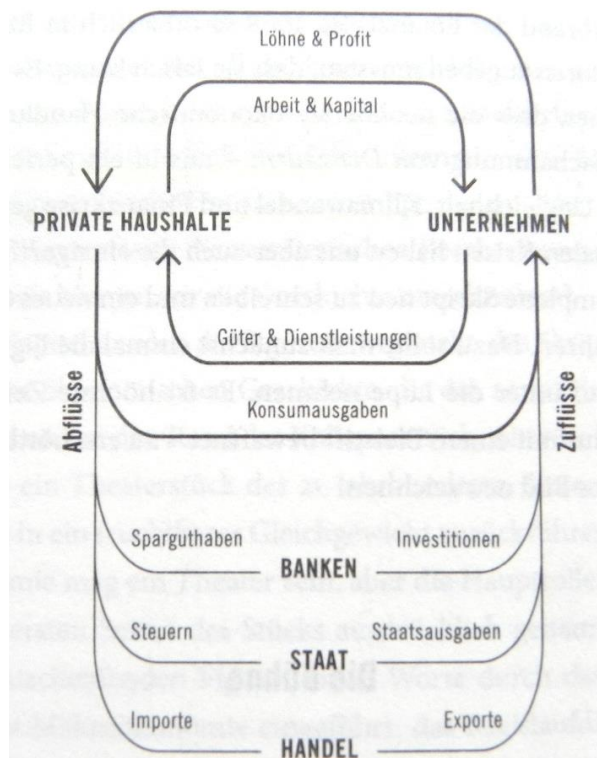 Löhne & Profit
Arbeit & Kapital
PRIVATE HAUSHALTE
UNTERNEHMEN
Güter & Dienstleistungen
Konsumausgaben
Abflüsse
Zuflüsse
Sparguthaben
Investitionen
BANKEN
Steuern
Staatsausgaben
STAAT
Importe
Exporte
HANDEL